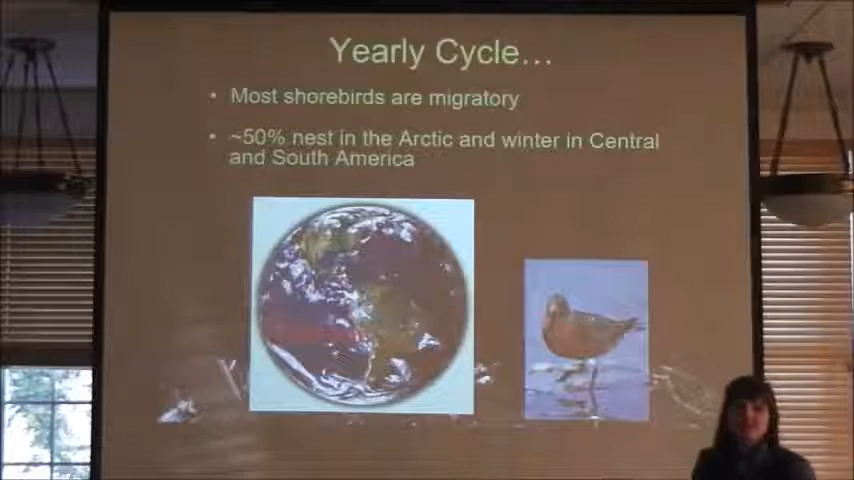 Yearly Cycle...
• Most shorebirds are migratory
• ~50% nest in the Arctic and winter in Central
and South America